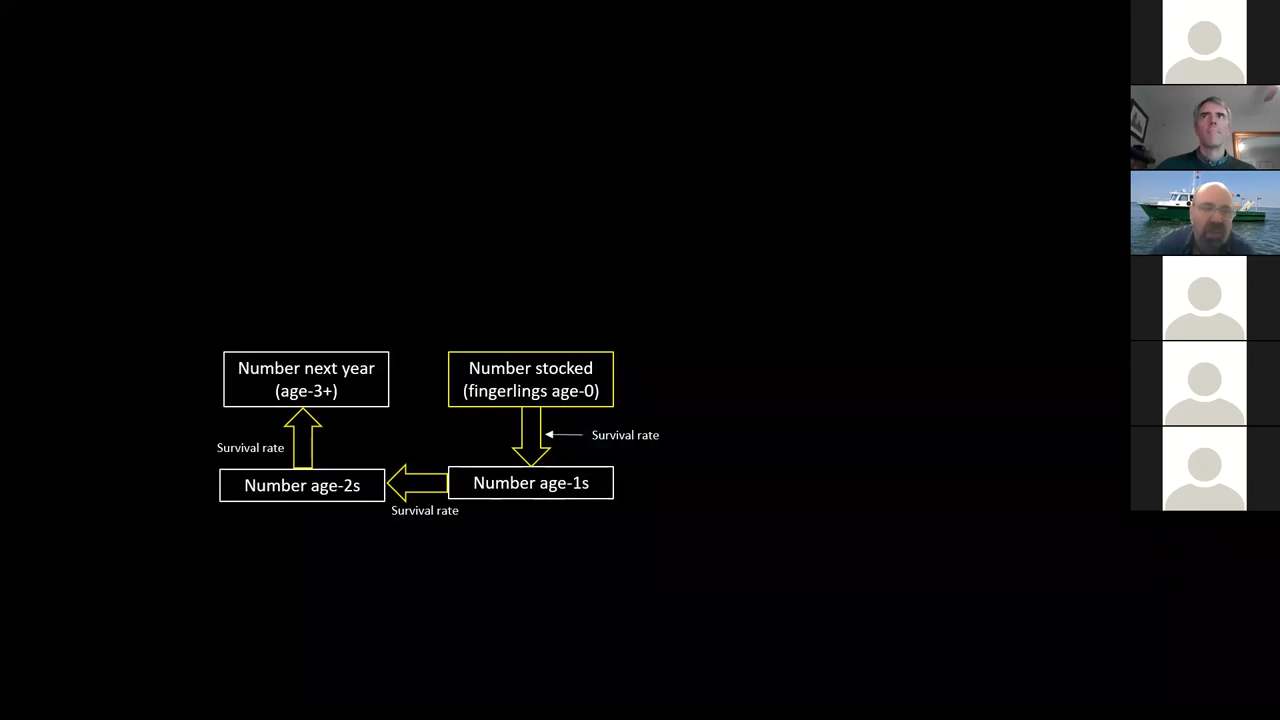 Number next year
(age-3+)
Number stocked
(fingerlings age-0)
Survival rate
Survival rate
Number age-2s
Number age-1s
Survival rate